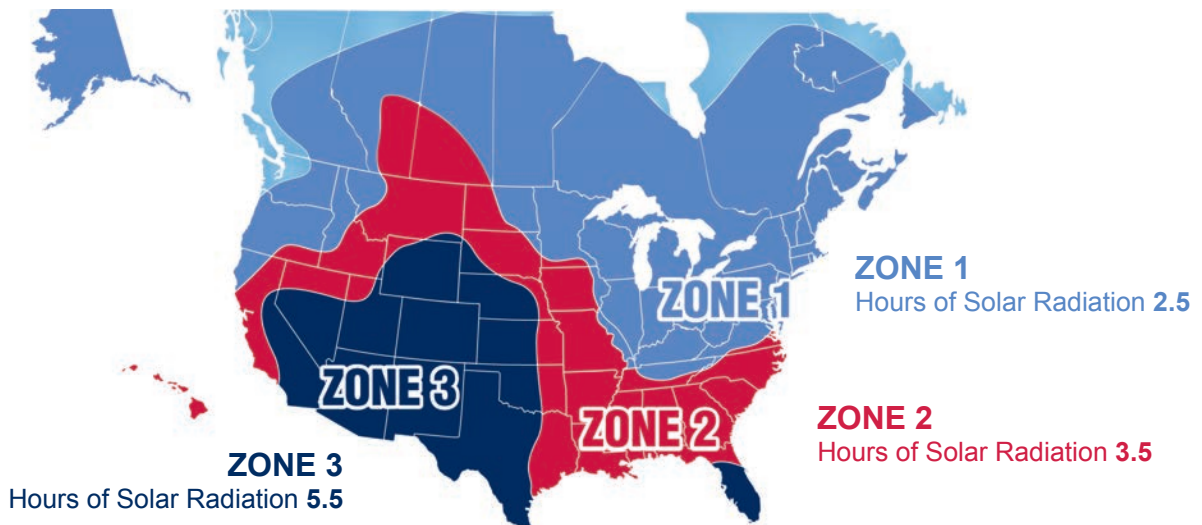 ZONE 1
ZONE 1
Hours of Solar Radiation 2.5
ZONE 3
ZONE 2
ZONE 2
Hours of Solar Radiation 3.5
ZONE 3
Hours of Solar Radiation 5.5